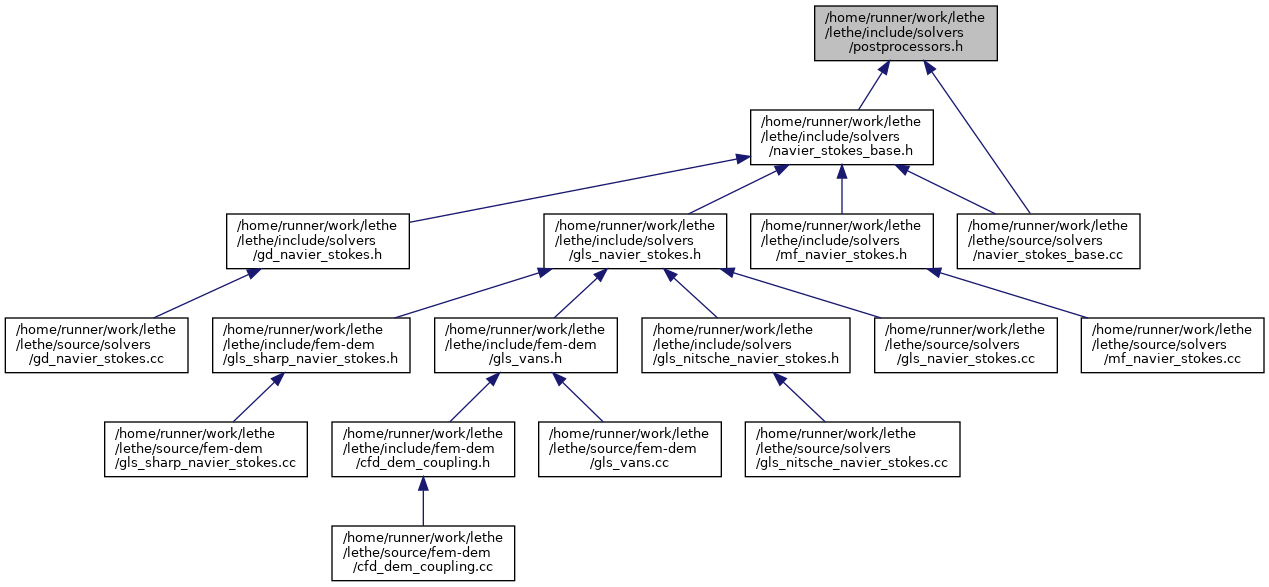 /home/runner/work/lethe
/lethe/include/solvers
/postprocessors.h
/home/runner/work/lethe
/lethe/include/solvers
/navier_stokes_base.h
/home/runner/work/lethe
/lethe/include/solvers
/gd_navier_stokes.h
/home/runner/work/lethe
/lethe/include/solvers
/gls_navier_stokes.h
/home/runner/work/lethe
/lethe/include/solvers
/mf_navier_stokes.h
/home/runner/work/lethe
/lethe/source/solvers
/navier_stokes_base.cc
/home/runner/work/lethe
/lethe/source/solvers
/gd_navier_stokes.cc
/home/runner/work/lethe
/lethe/include/fem-dem
/gls_sharp_navier_stokes.h
/home/runner/work/lethe
/lethe/include/fem-dem
/gls_vans.h
/home/runner/work/lethe
/lethe/include/solvers
/gls_nitsche_navier_stokes.h
/home/runner/work/lethe
/lethe/source/solvers
/gls_navier_stokes.cc
/home/runner/work/lethe
/lethe/source/solvers
/mf_navier_stokes.cc
/home/runner/work/lethe
/lethe/source/fem-dem
/gls_sharp_navier_stokes.cc
/home/runner/work/lethe
/lethe/include/fem-dem
/cfd_dem_coupling.h
/home/runner/work/lethe
/lethe/source/fem-dem
/gls_vans.cc
/home/runner/work/lethe
/lethe/source/solvers
/gls_nitsche_navier_stokes.cc
/home/runner/work/lethe
/lethe/source/fem-dem
/cfd_dem_coupling.cc